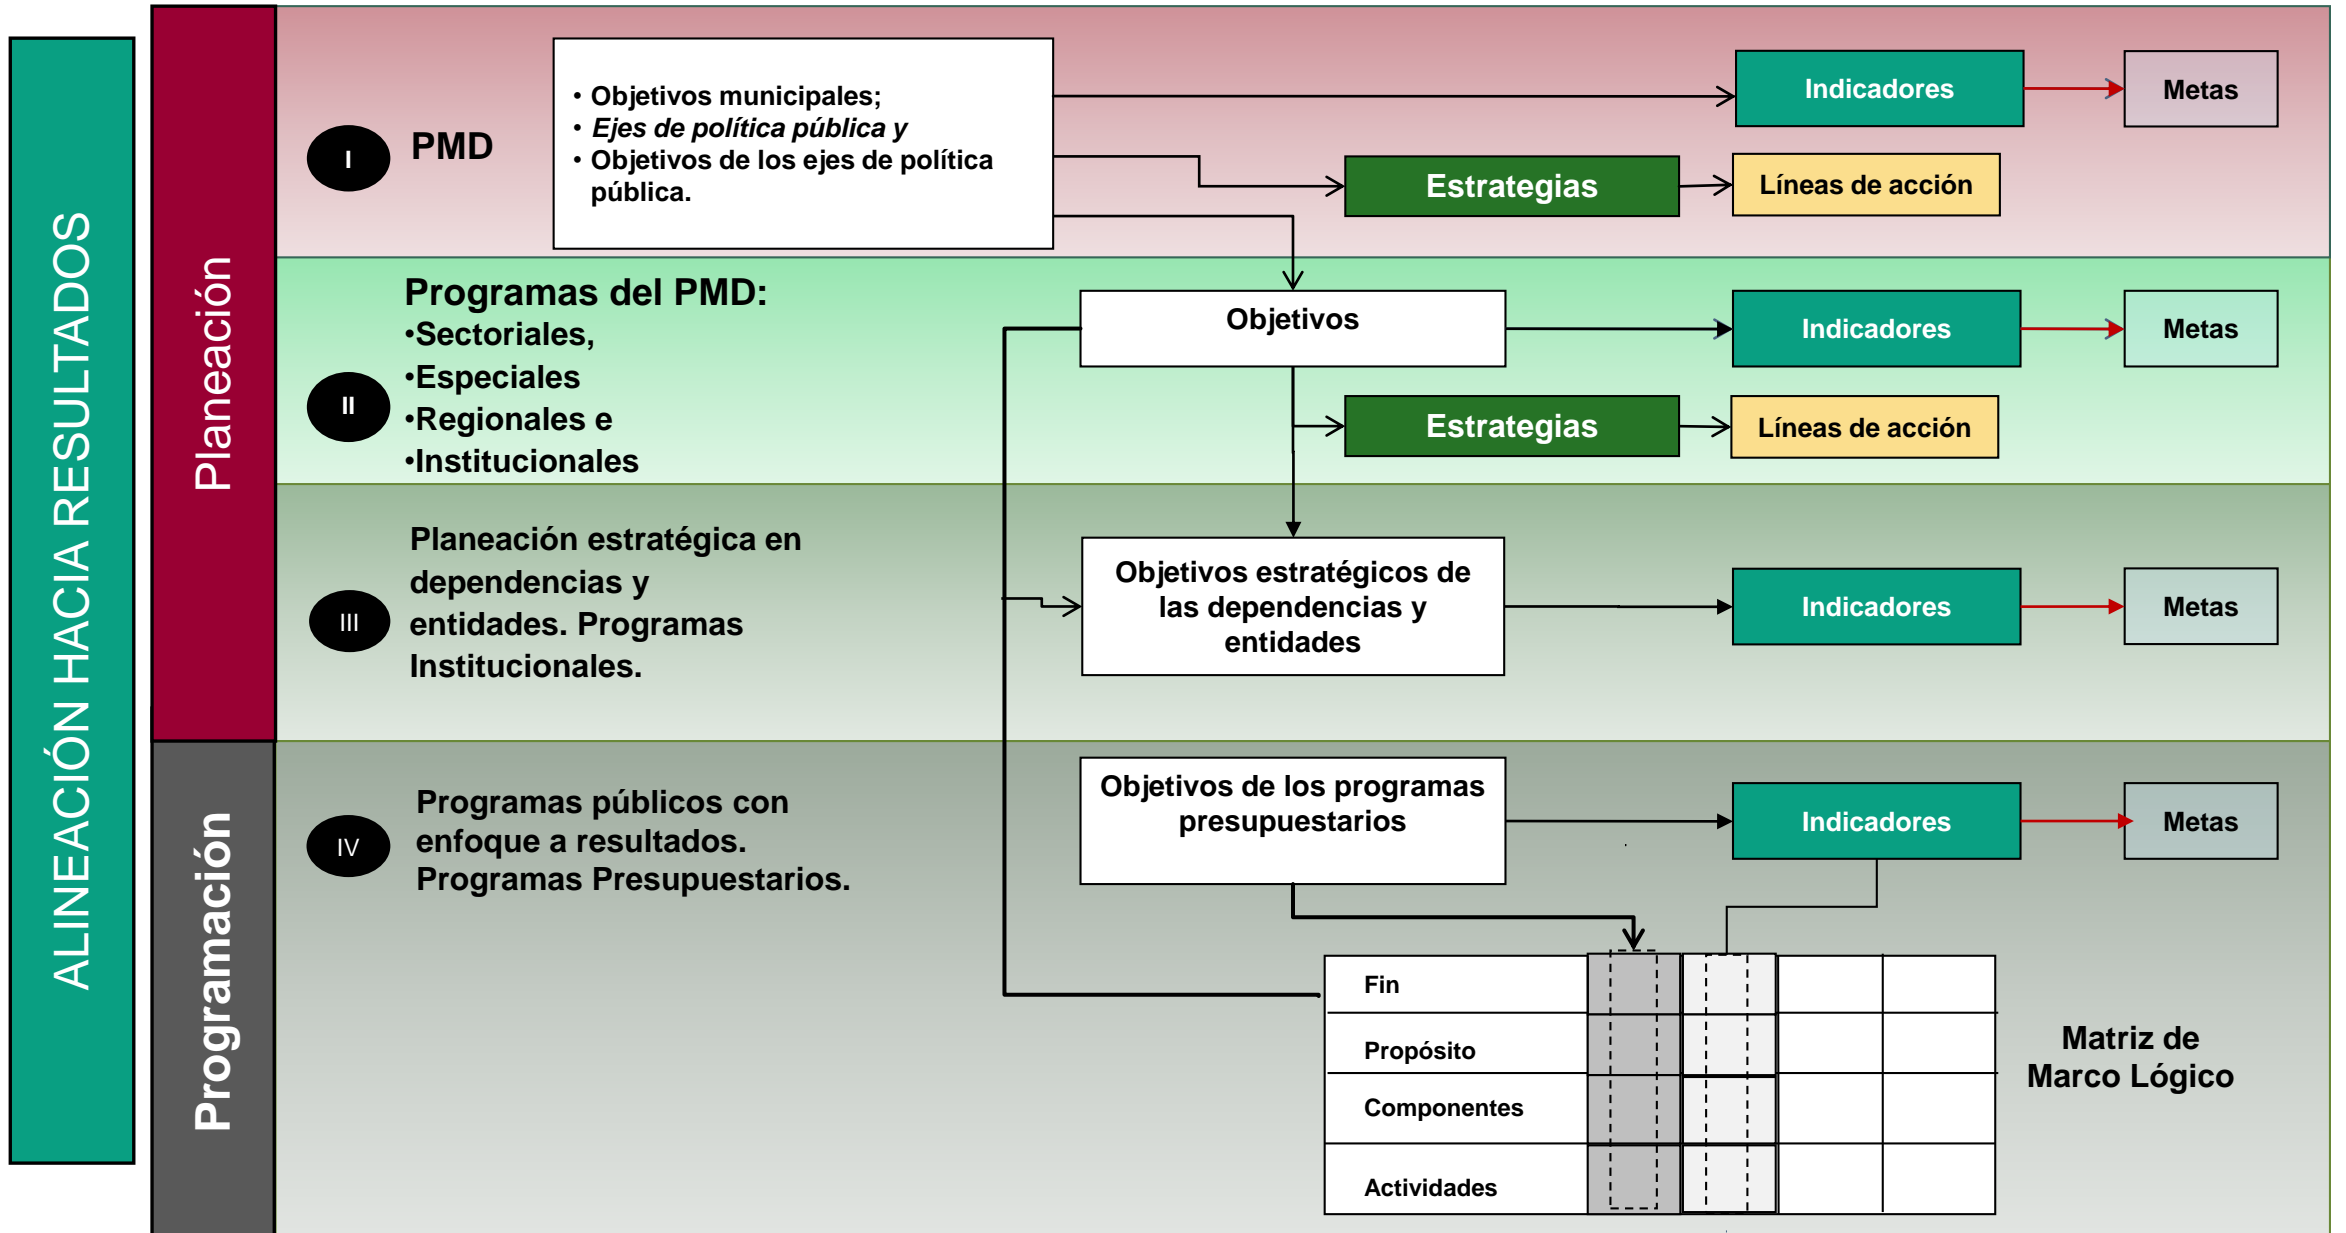 ALINEACIÓN HACIA RESULTADOS
Planeación
I
PMD
• Objetivos municipales;
• Ejes de política pública y
• Objetivos de los ejes de política
pública.
Indicadores
Metas
Estrategias
Líneas de acción
II
Programas del PMD:
•Sectoriales,
•Especiales
•Regionales e
•Institucionales
Objetivos
Indicadores
Metas
Estrategias
Líneas de acción
III
Planeación estratégica en
dependencias y
entidades. Programas
Institucionales.
Objetivos estratégicos de
las dependencias y
entidades
Indicadores
Metas
Programación
IV
Programas públicos con
enfoque a resultados.
Programas Presupuestarios.
Objetivos de los programas
presupuestarios
Indicadores
Metas
Fin
Propósito
Componentes
Actividades
Matriz de
Marco Lógico